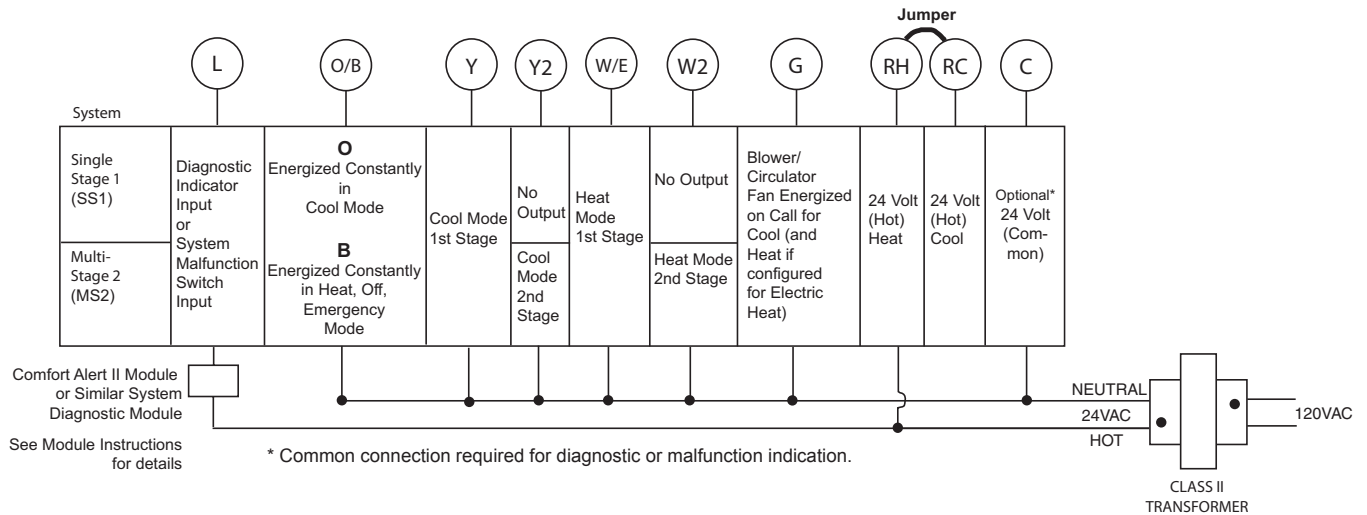 Jumper
L
O/B
Y
Y2
W/E
W2
G
RH
RC
C
System
Single
Stage 1
(SS1)
Multi-
Stage 2
(MS2)
Diagnostic
Indicator
Input
or
System
Malfunction
Switch
Input
O
Energized Constantly
in
Cool Mode
B
Energized Constantly
in Heat, Off,
Emergency
Mode
Cool Mode
1st Stage
No
Output
Cool
Mode
2nd
Stage
Heat
Mode
1st Stage
No Output
Heat Mode
2nd Stage
Blower/
Circulator
Fan Energized
on Call for
Cool (and
Heat if
configured
for Electric
Heat)
24 Volt
(Hot)
Heat
24 Volt
(Hot)
Cool
Optional*
24 Volt
(Com-
mon)
Comfort Alert II Module
or Similar System
Diagnostic Module
See Module Instructions
for details
NEUTRAL
24VAC
HOT
120VAC
* Common connection required for diagnostic or malfunction indication.
CLASS II
TRANSFORMER